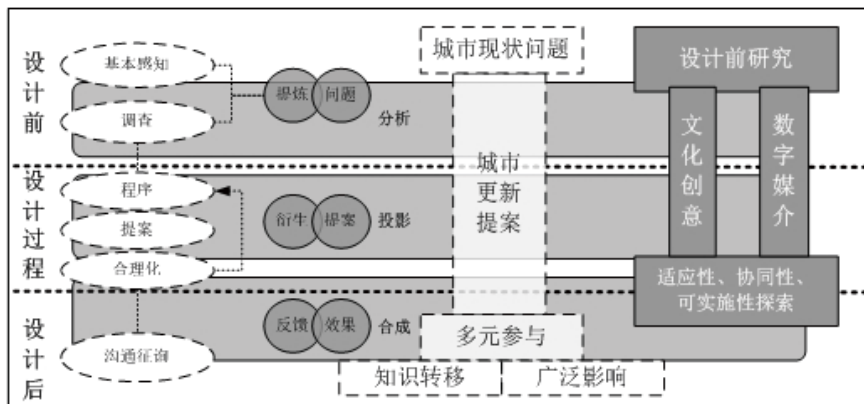 设计前
基本感知
调查
提炼 问题
分析
城市现状问题
设计前研究
文化创意
数字媒介
城市
更新
提案
设计过程
程序
提案
合理化
衍生 提案
投影
适应性、协同性、
可实施性探索
设计后
沟通征询
反馈 效果
合成
多元参与
知识转移
广泛影响